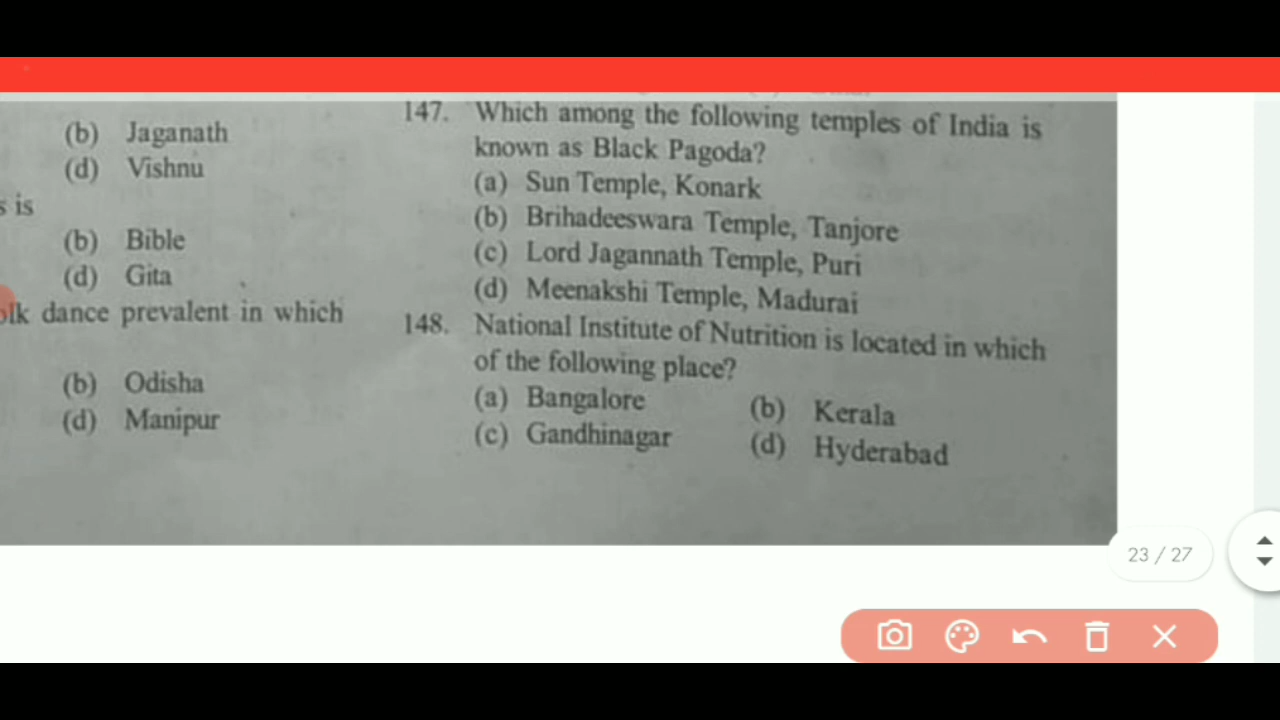 (b) Jaganath
(d) Vishnu
s is
(b) Bible
(d) Gita
olk dance prevalent in which
(b) Odisha
(d) Manipur
147. Which among the following temples of India is
known as Black Pagoda?
(a) Sun Temple, Konark
(b) Brihadeeswara Temple, Tanjore
(c) Lord Jagannath Temple, Puri
(d) Meenakshi Temple, Madurai
148. National Institute of Nutrition is located in which
of the following place?
(a) Bangalore (b) Kerala
(c) Gandhinagar (d) Hyderabad
23 / 27